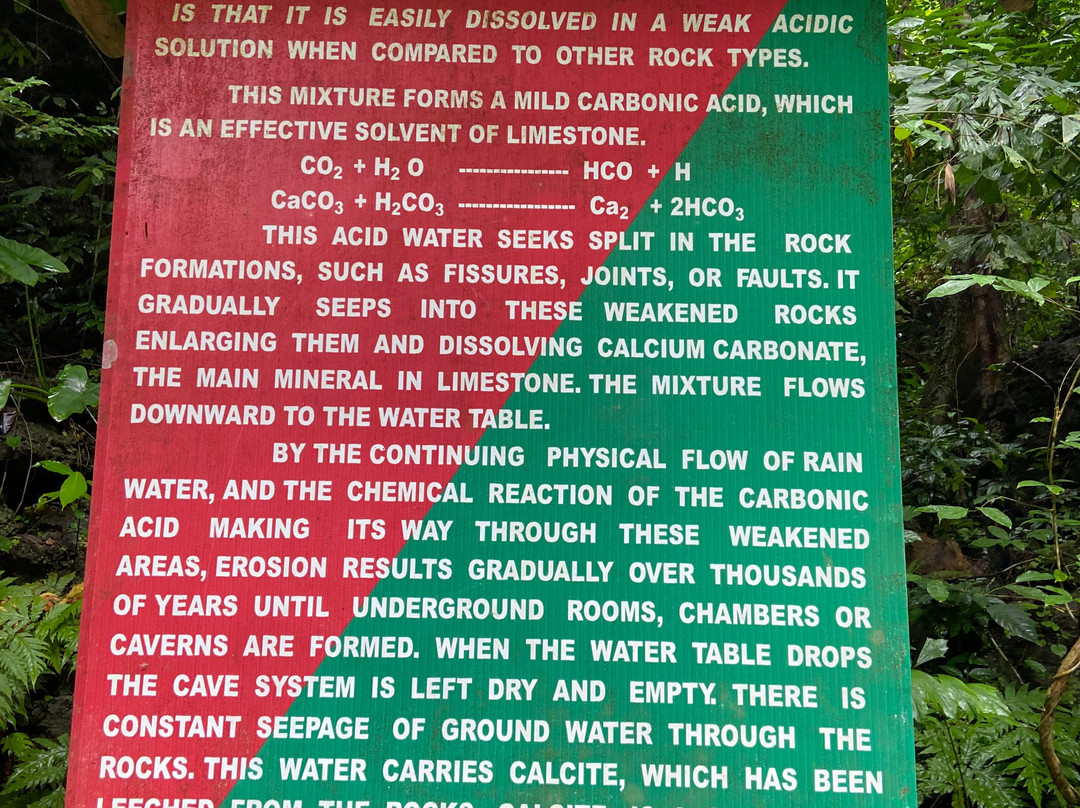 IS THAT IT IS EASILY DISSOLVED IN A WEAK ACIDIC
SOLUTION WHEN COMPARED TO OTHER ROCK TYPES.
THIS MIXTURE FORMS A MILD CARBONIC ACID, WHICH
IS AN EFFECTIVE SOLVENT OF LIMESTONE.
CO₂ + H₂ O ---------------- HCO + H
CaCO₃ + H₂CO₃ ----------------- Ca₂ + 2HCO₃
THIS ACID WATER SEEKS SPLIT IN THE ROCK
FORMATIONS, SUCH AS FISSURES, JOINTS, OR FAULTS. IT
GRADUALLY SEEPS INTO THESE WEAKENED ROCKS
ENLARGING THEM AND DISSOLVING CALCIUM CARBONATE,
THE MAIN MINERAL IN LIMESTONE. THE MIXTURE FLOWS
DOWNWARD TO THE WATER TABLE.
BY THE CONTINUING PHYSICAL FLOW OF RAIN
WATER, AND THE CHEMICAL REACTION OF THE CARBONIC
ACID MAKING ITS WAY THROUGH THESE WEAKENED
AREAS, EROSION RESULTS GRADUALLY OVER THOUSANDS
OF YEARS UNTIL UNDERGROUND ROOMS, CHAMBERS OR
CAVERNS ARE FORMED. WHEN THE WATER TABLE DROPS
THE CAVE SYSTEM IS LEFT DRY AND EMPTY. THERE IS
CONSTANT SEEPAGE OF GROUND WATER THROUGH THE
ROCKS. THIS WATER CARRIES CALCITE, WHICH HAS BEEN
LEECHED FROM THE ROCKS. CALCITE IS